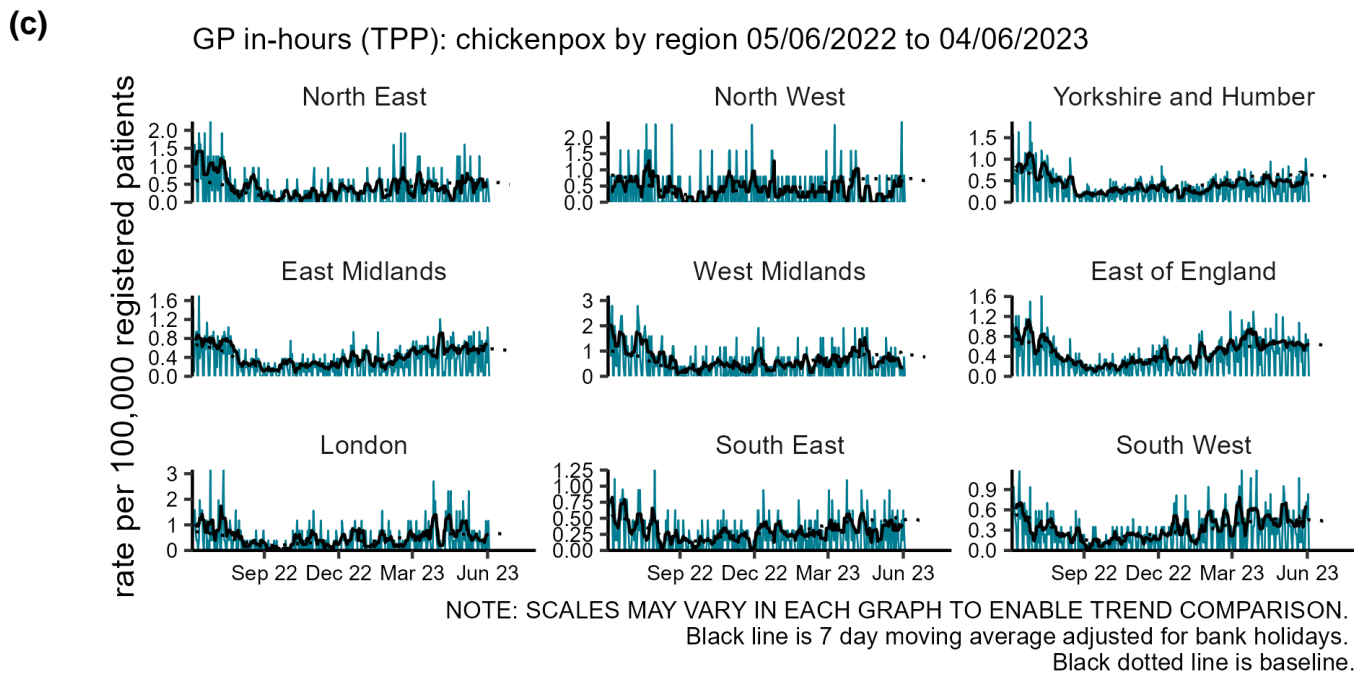 (c)
GP in-hours (TPP): chickenpox by region 05/06/2022 to 04/06/2023
rate per 100,000 registered patients
North East
2.0
1.5
1.0
0.5
0.0
North West
2.0
1.5
1.0
0.5
0.0
Yorkshire and Humber
1.5
1.0
0.5
0.0
East Midlands
1.6
1.2
0.8
0.4
0.0
West Midlands
3
2
1
0
East of England
1.6
1.2
0.8
0.4
0.0
London
3
2
1
0
Sep 22 Dec 22 Mar 23 Jun 23
South East
1.25
1.00
0.75
0.50
0.25
0.00
Sep 22 Dec 22 Mar 23 Jun 23
South West
0.9
0.6
0.3
0.0
Sep 22 Dec 22 Mar 23 Jun 23
NOTE: SCALES MAY VARY IN EACH GRAPH TO ENABLE TREND COMPARISON.
Black line is 7 day moving average adjusted for bank holidays.
Black dotted line is baseline.